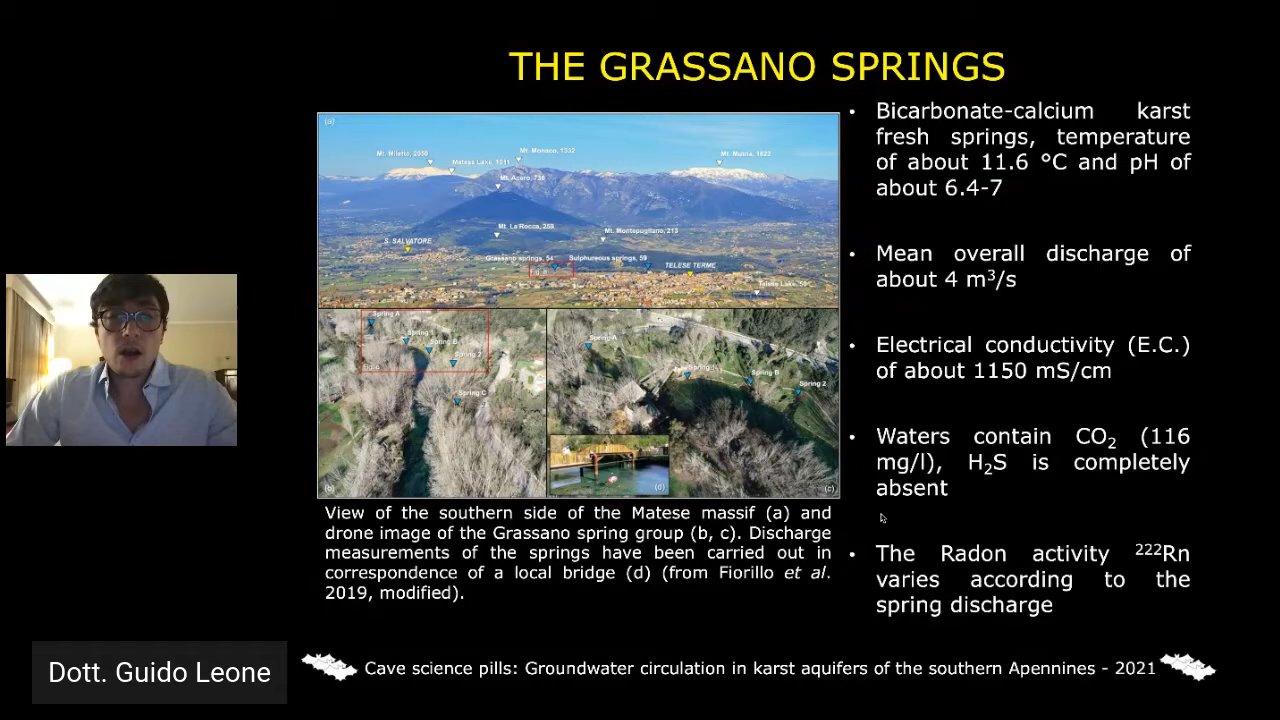 THE GRASSANO SPRINGS
(a)
Mt. Miletto, 2050
Matese Lake, 1011
Mt. Monaco, 1332
Mt. Mutria, 1822
Mt. Acero, 736
Mt. La Rocca, 258
Mt. Montepugliano, 213
S. SALVATORE
Grassano springs, 54
Sulphureous springs, 59
TELESE TERME
Telese Lake, 50
Spring A
Spring 1
Spring B
Spring 2
Spring C
(b)
Spring A
Spring 1
Spring B
Spring 2
(d)
(c)
View of the southern side of the Matese massif (a) and
drone image of the Grassano spring group (b, c). Discharge
measurements of the springs have been carried out in
correspondence of a local bridge (d) (from Fiorillo et al.
2019, modified).
• Bicarbonate-calcium karst
fresh springs, temperature
of about 11.6 °C and pH of
about 6.4-7
• Mean overall discharge of
about 4 m³/s
• Electrical conductivity (E.C.)
of about 1150 mS/cm
• Waters contain CO₂ (116
mg/l), H₂S is completely
absent
• The Radon activity ²²²Rn
varies according to the
spring discharge
Dott. Guido Leone
Cave science pills: Groundwater circulation in karst aquifers of the southern Apennines - 2021